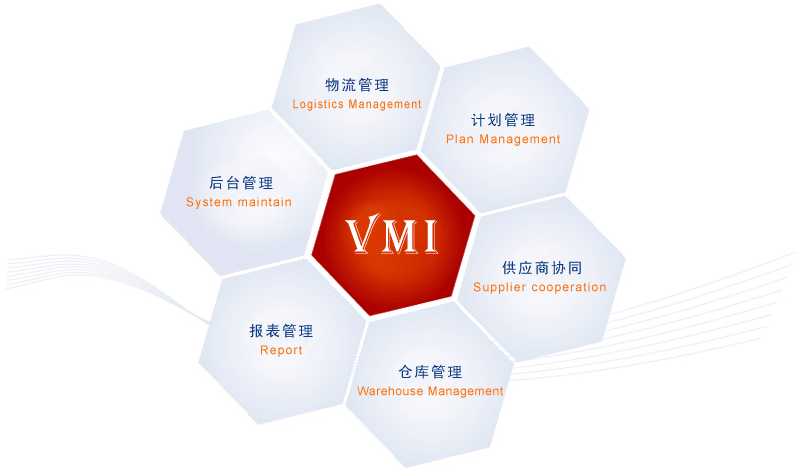 物流管理
Logistics Management
计划管理
Plan Management
后台管理
System maintain
VMI
供应商协同
Supplier cooperation
报表管理
Report
仓库管理
Warehouse Management